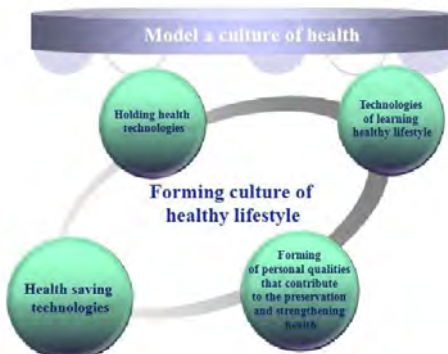 Model a culture of health
Holding health
technologies
Technologies
of learning
healthy lifestyle
Forming culture of
healthy lifestyle
Health saving
technologies
Forming
of personal qualities
that contribute
to the preservation
and strengthening
health